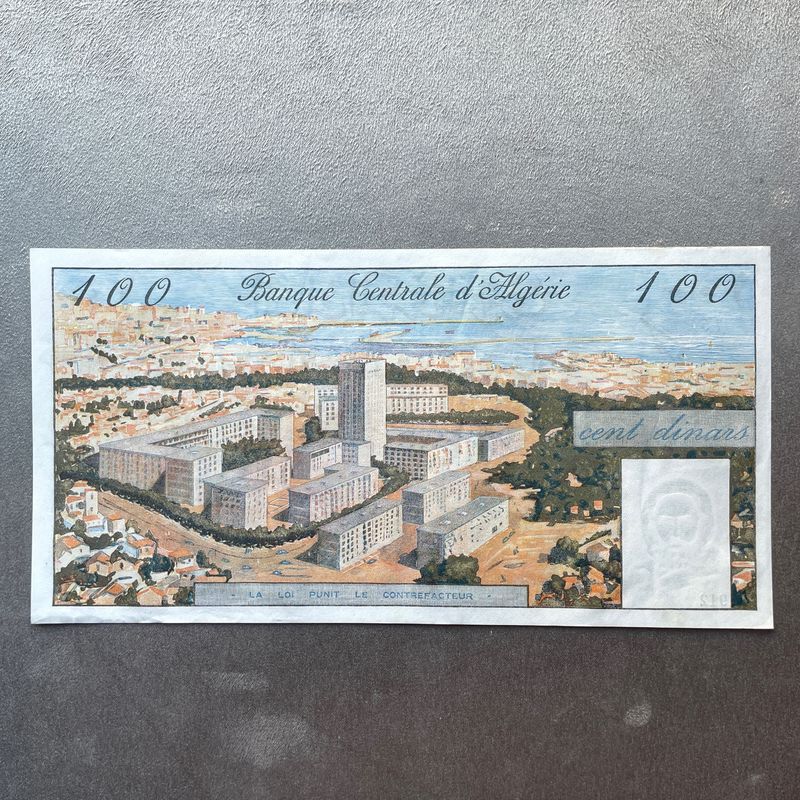 100 Banque Centrale d'Algérie 100
cent dinars
- LA LOI PUNIT LE CONTREFACTEUR -